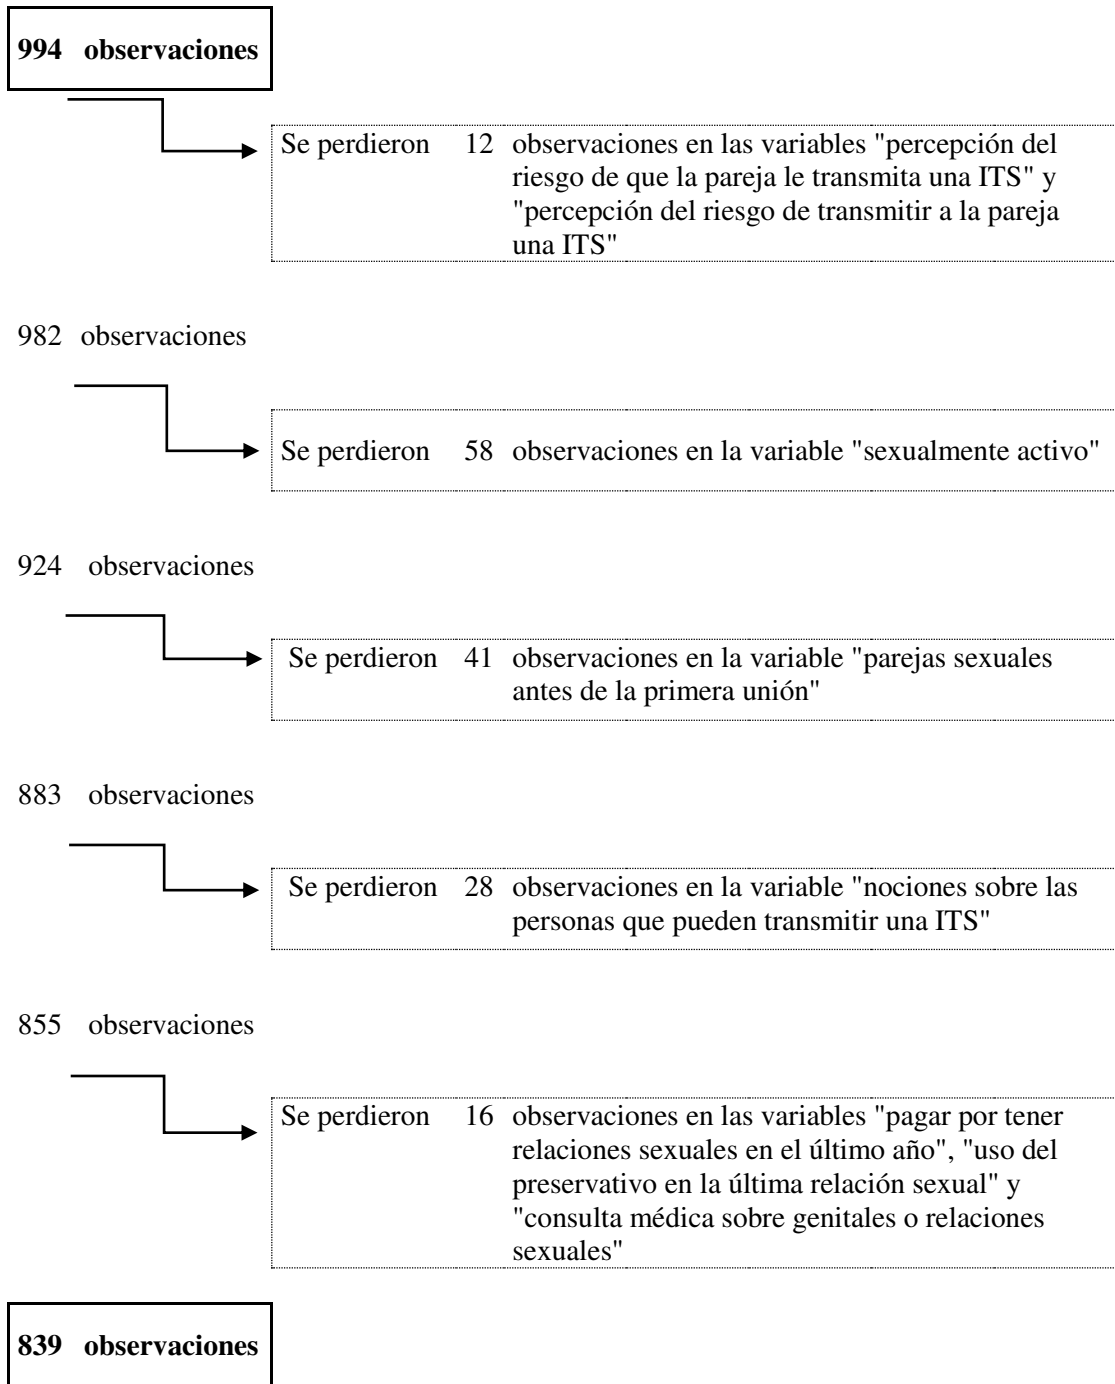 994 observaciones
Se perdieron 12 observaciones en las variables "percepción del
riesgo de que la pareja le transmita una ITS" y
"percepción del riesgo de transmitir a la pareja
una ITS"
982 observaciones
Se perdieron 58 observaciones en la variable "sexualmente activo"
924 observaciones
Se perdieron 41 observaciones en la variable "parejas sexuales
antes de la primera unión"
883 observaciones
Se perdieron 28 observaciones en la variable "nociones sobre las
personas que pueden transmitir una ITS"
855 observaciones
Se perdieron 16 observaciones en las variables "pagar por tener
relaciones sexuales en el último año", "uso del
preservativo en la última relación sexual" y
"consulta médica sobre genitales o relaciones
sexuales"
839 observaciones